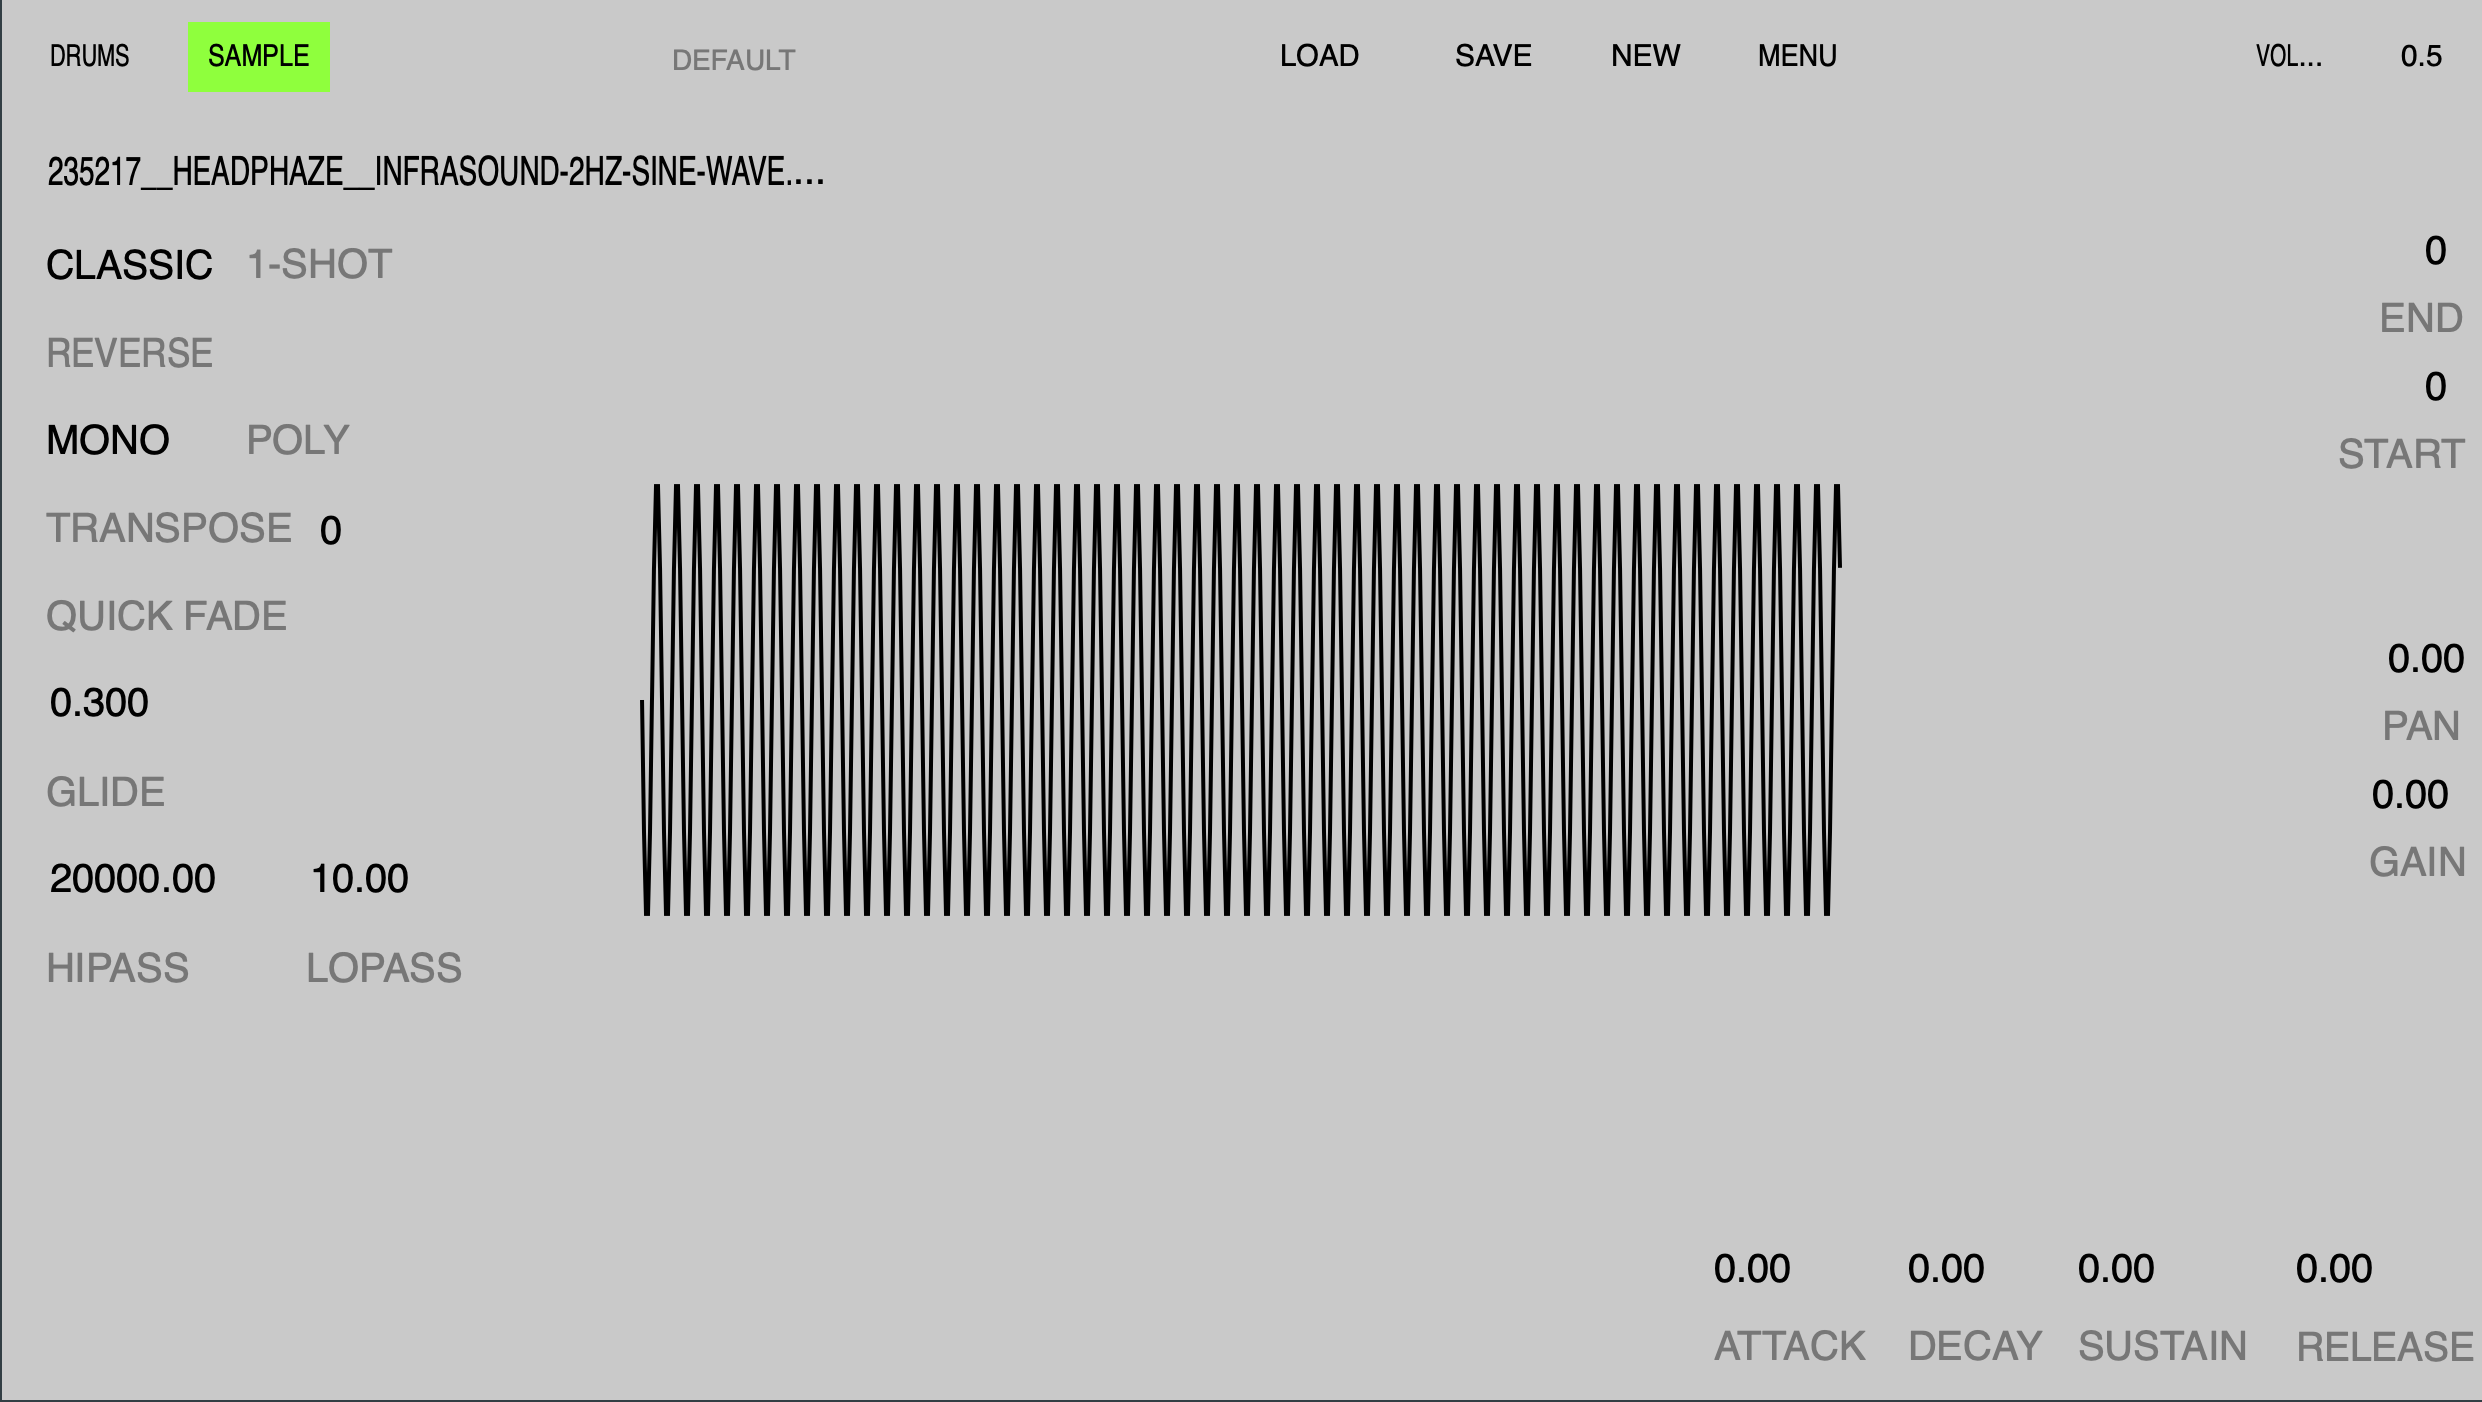 DRUMS SAMPLE DEFAULT LOAD SAVE NEW MENU VOL... 0.5
235217__HEADPHAZE__INFRASOUND-2HZ-SINE-WAVE....
CLASSIC 1-SHOT
REVERSE
MONO POLY
TRANSPOSE 0
QUICK FADE
0.300
GLIDE
20000.00 10.00
HIPASS LOPASS
0
END
0
START
0.00
PAN
0.00
GAIN
0.00 0.00 0.00 0.00
ATTACK DECAY SUSTAIN RELEASE